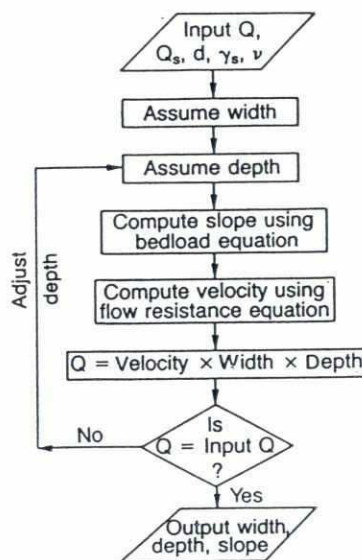 Input Q,
Qₛ, d, γₛ, ν
Assume width
Assume depth
Compute slope using
bedload equation
Compute velocity using
flow resistance equation
Q = Velocity × Width × Depth
Is
Q = Input Q
?
No
Adjust
depth
Yes
Output width,
depth, slope